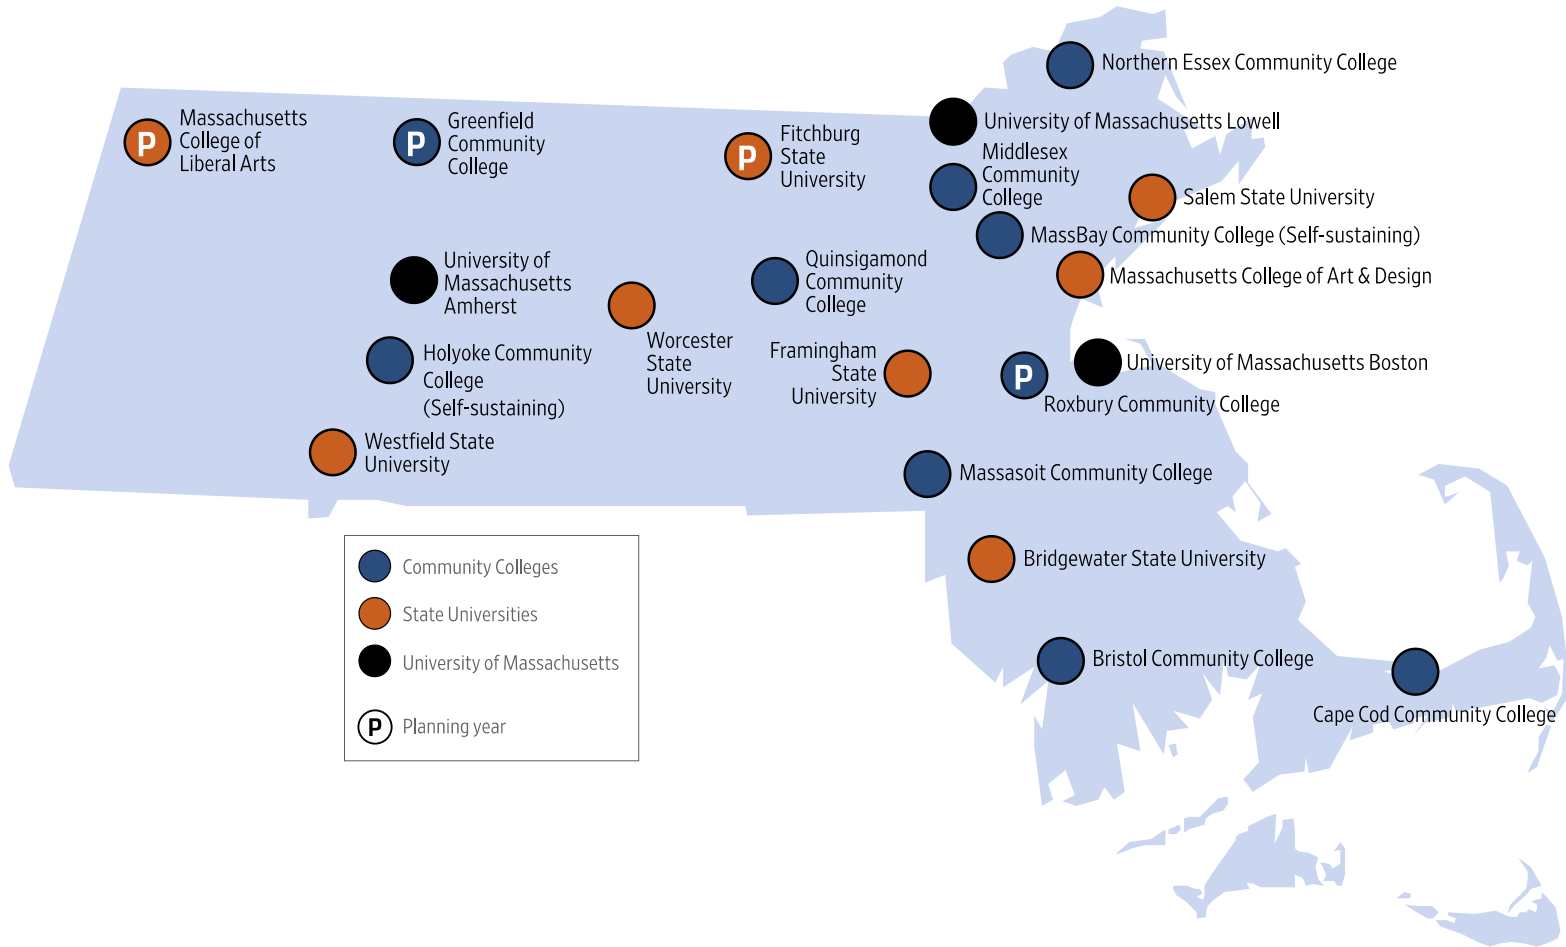 Northern Essex Community College
University of Massachusetts Lowell
Massachusetts
College of
Liberal Arts
P
Greenfield
Community
College
P
Fitchburg
State
University
P
Middlesex
Community
College
Salem State University
MassBay Community College (Self-sustaining)
Massachusetts College of Art & Design
University of
Massachusetts
Amherst
Quinsigamond
Community
College
Worcester
State
University
Holyoke Community
College
(Self-sustaining)
Framingham
State
University
University of Massachusetts Boston
P
Roxbury Community College
Westfield State
University
Massasoit Community College
Bridgewater State University
Bristol Community College
Cape Cod Community College
Community Colleges
State Universities
University of Massachusetts
P Planning year